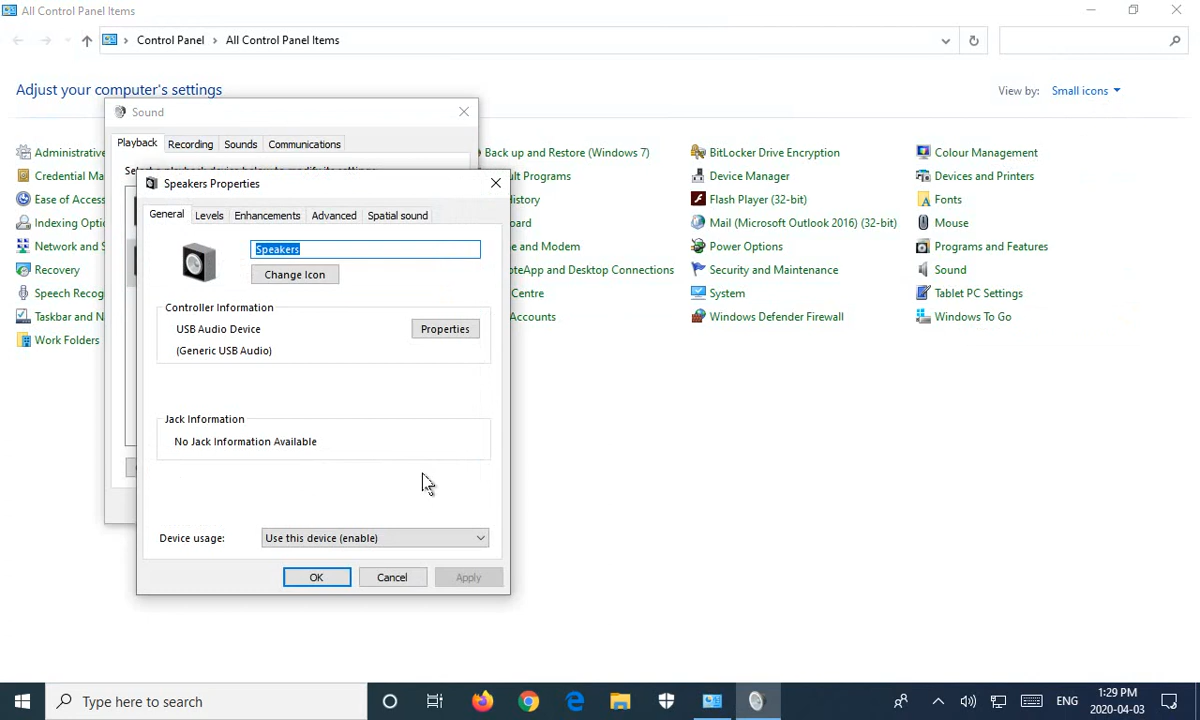 All Control Panel Items
Control Panel > All Control Panel Items
Adjust your computer's settings
View by: Small icons
Administrative
Credential Ma
Ease of Access
Indexing Optio
Network and S
Recovery
Speech Recog
Taskbar and N
Work Folders
Back up and Restore (Windows 7)
ult Programs
History
oard
e and Modem
oteApp and Desktop Connections
Centre
Accounts
BitLocker Drive Encryption
Device Manager
Flash Player (32-bit)
Mail (Microsoft Outlook 2016) (32-bit)
Power Options
Security and Maintenance
System
Windows Defender Firewall
Colour Management
Devices and Printers
Fonts
Mouse
Programs and Features
Sound
Tablet PC Settings
Windows To Go
Sound
Playback Recording Sounds Communications
Speakers Properties
General Levels Enhancements Advanced Spatial sound
Speakers
Change Icon
Controller Information
USB Audio Device
Properties
(Generic USB Audio)
Jack Information
No Jack Information Available
Device usage: Use this device (enable)
OK Cancel Apply
Type here to search
ENG
1:29 PM
2020-04-03